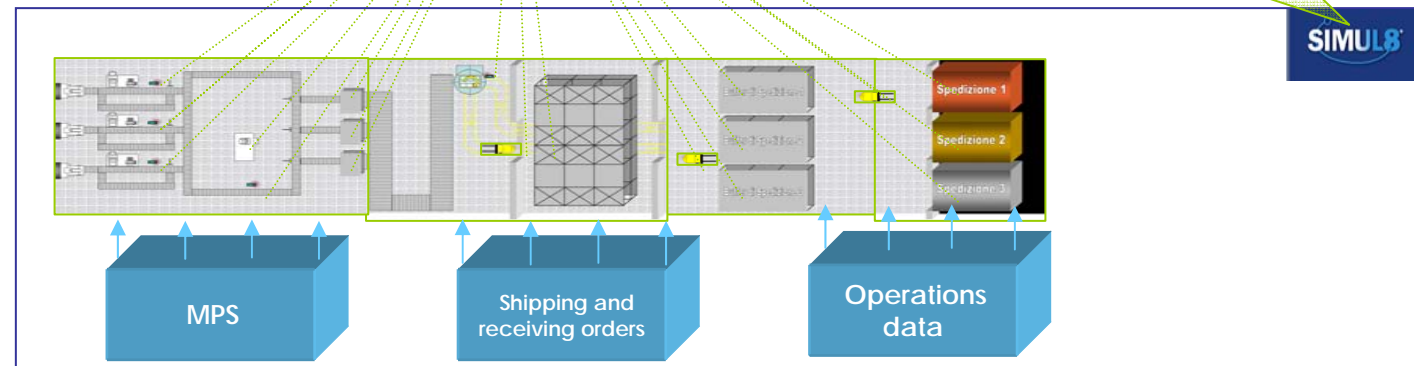 SIMUL8
Spedizione 1
Spedizione 2
Spedizione 3
MPS
Shipping and
receiving orders
Operations
data